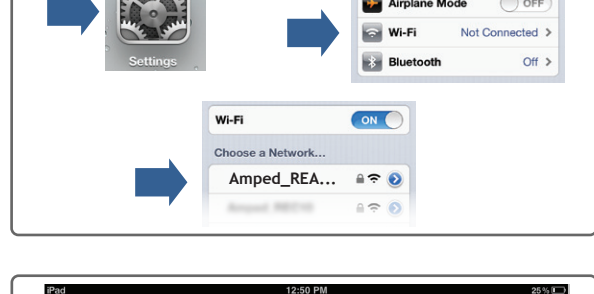 Airplane Mode OFF
Wi-Fi Not Connected
Settings
Bluetooth Off
Wi-Fi ON
Choose a Network...
Amped_REA...
iPad 12:50 PM 25%